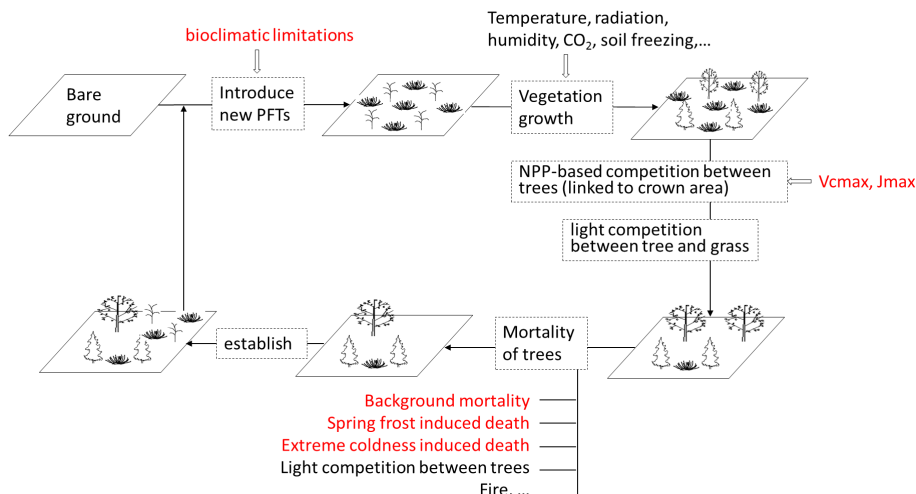 bioclimatic limitations
Temperature, radiation,
humidity, CO₂, soil freezing,...
Bare
ground
Introduce
new PFTs
Vegetation
growth
NPP-based competition between
trees (linked to crown area)
Vcmax, Jmax
light competition
between tree and grass
Mortality
of trees
establish
Background mortality
Spring frost induced death
Extreme coldness induced death
Light competition between trees
Fire, ...